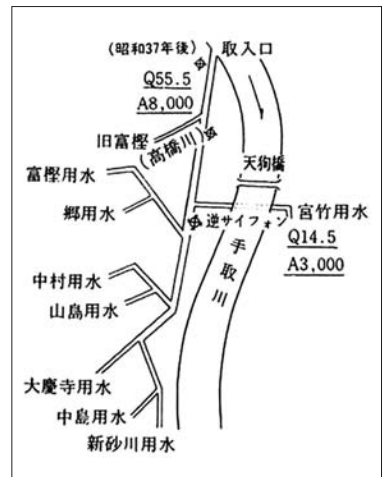 (昭和37年後)
取入口
Q55.5
A8,000
旧富樫
(高橋川)
天狗橋
富樫用水
郷用水
逆サイフォン
宮竹用水
Q14.5
A3,000
手取川
中村用水
山島用水
大慶寺用水
中島用水
新砂川用水